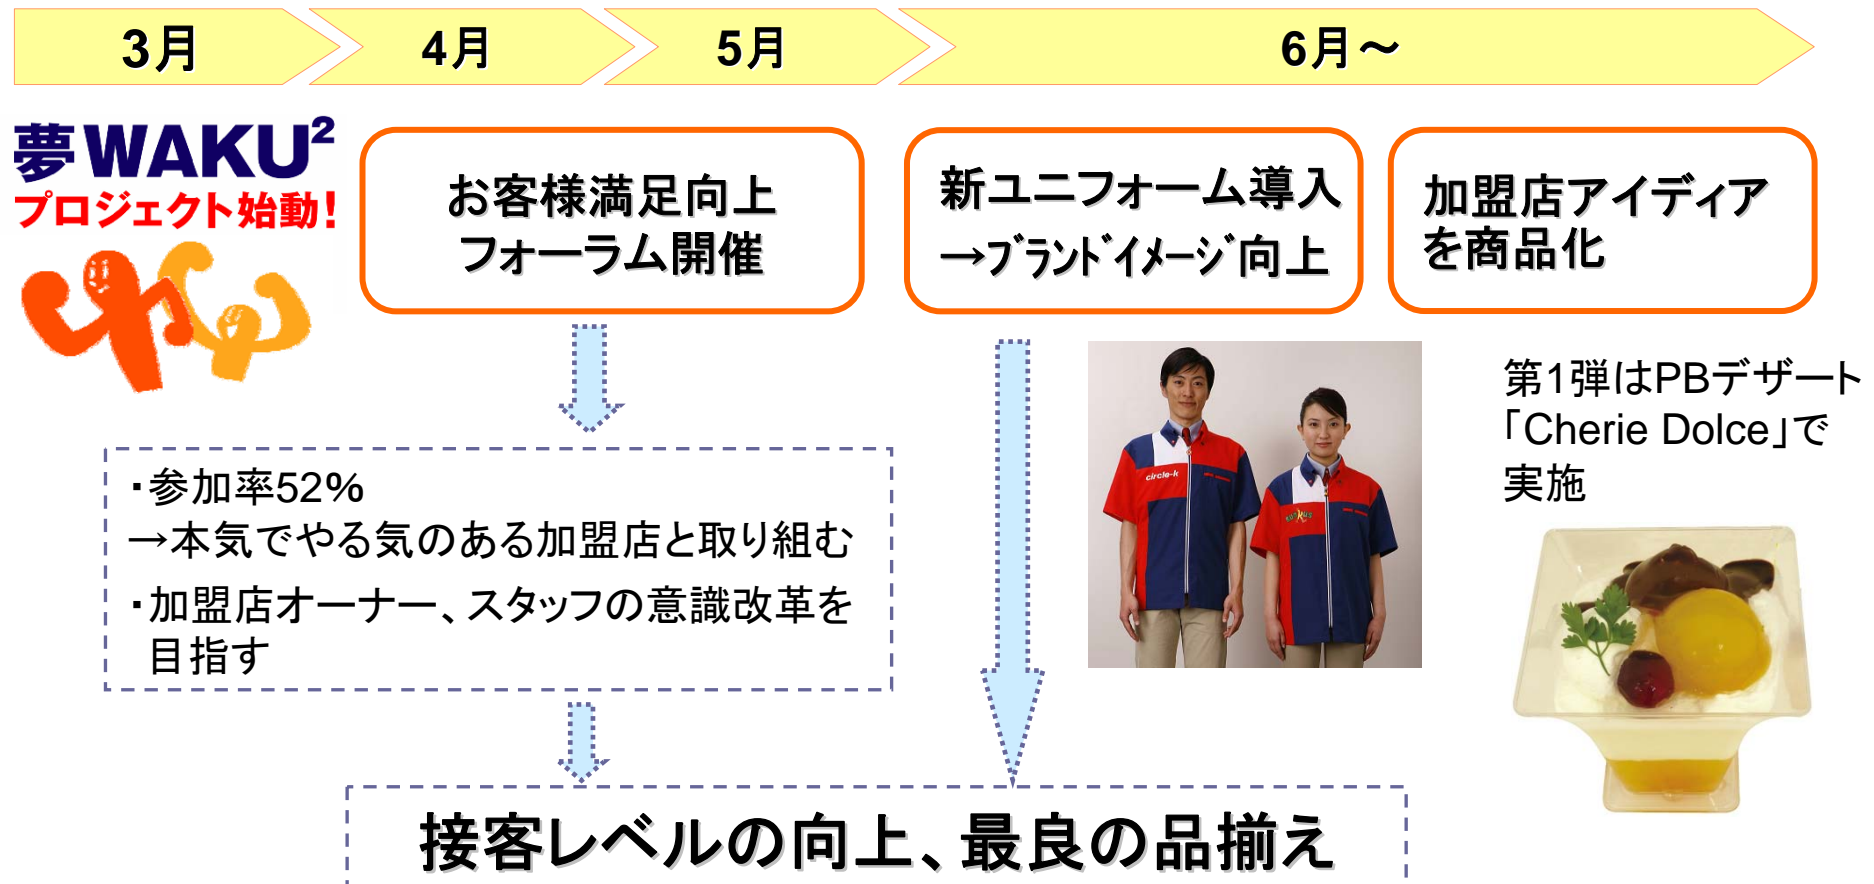 3月
4月
5月
6月～
夢WAKU²
プロジェクト始動!
お客様満足向上
フォーラム開催
新ユニフォーム導入
→ﾌﾞﾗﾝﾄﾞｲﾒｰｼﾞ向上
加盟店アイディア
を商品化
第1弾はPBデザート
「Cherie Dolce」で
実施
・参加率52%
→本気でやる気のある加盟店と取り組む
・加盟店オーナー、スタッフの意識改革を
目指す
circle-k
sunkus
接客レベルの向上、最良の品揃え